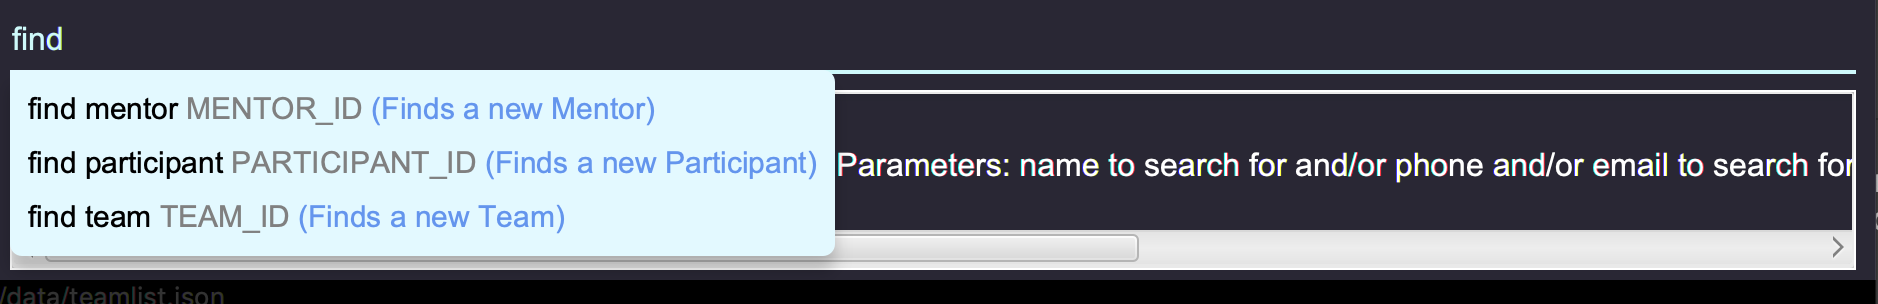 find
find mentor MENTOR_ID (Finds a new Mentor)
find participant PARTICIPANT_ID (Finds a new Participant)
Parameters: name to search for and/or phone and/or email to search for
find team TEAM_ID (Finds a new Team)
/data/teamlist.json